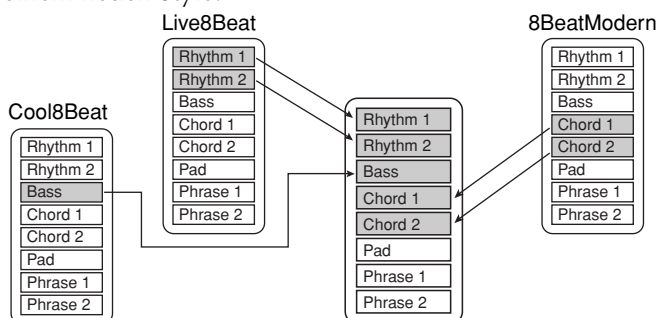 Live8Beat
Rhythm 1
Rhythm 2
Bass
Chord 1
Chord 2
Pad
Phrase 1
Phrase 2
8BeatModern
Rhythm 1
Rhythm 2
Bass
Chord 1
Chord 2
Pad
Phrase 1
Phrase 2
Cool8Beat
Rhythm 1
Rhythm 2
Bass
Chord 1
Chord 2
Pad
Phrase 1
Phrase 2
Rhythm 1
Rhythm 2
Bass
Chord 1
Chord 2
Pad
Phrase 1
Phrase 2